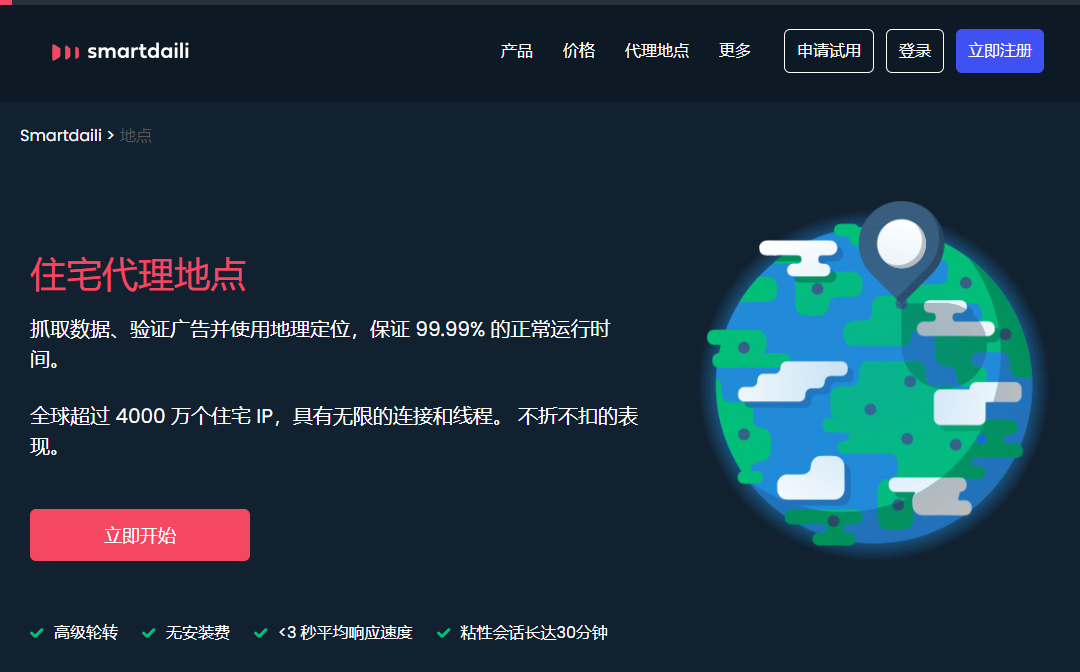 smartdaili 产品 价格 代理地点 更多 申请试用 登录 立即注册
Smartdaili > 地点
住宅代理地点
抓取数据、验证广告并使用地理定位，保证 99.99% 的正常运行时
间。
全球超过 4000 万个住宅 IP，具有无限的连接和线程。 不折不扣的表
现。
立即开始
高级轮转 无安装费 <3 秒平均响应速度 粘性会话长达30分钟